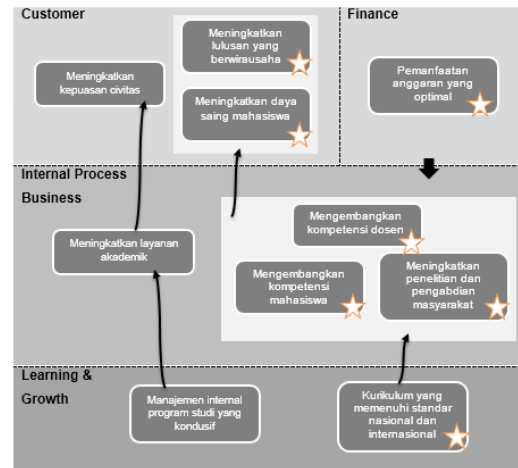 Customer
Meningkatkan
lulusan yang
berwirausaha
Meningkatkan
kepuasan civitas
Meningkatkan daya
saing mahasiswa
Finance
Pemanfaatan
anggaran yang
optimal
Internal Process
Business
Meningkatkan layanan
akademik
Mengembangkan
kompetensi dosen
Mengembangkan
kompetensi
mahasiswa
Meningkatkan
penelitian dan
pengabdian
masyarakat
Learning &
Growth
Manajemen internal
program studi yang
kondusif
Kurikulum yang
memenuhi standar
nasional dan
internasional